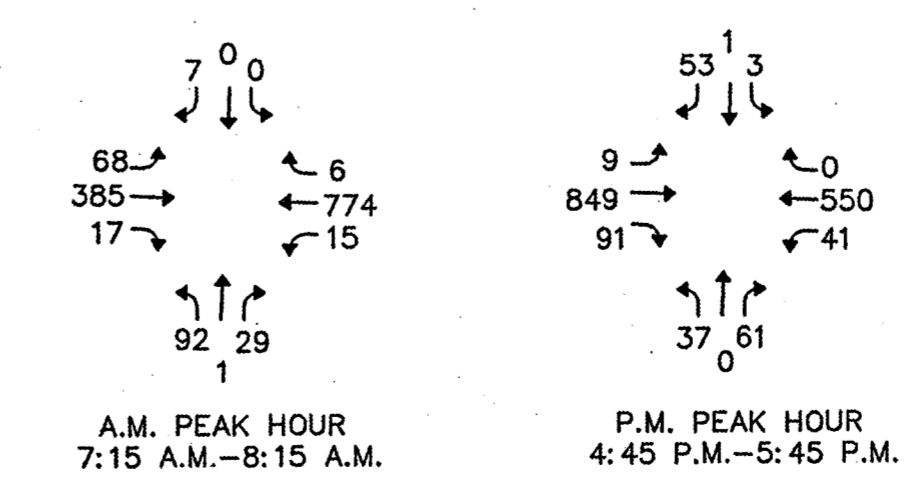 7 0 0
68
385
17
6
774
15
92 29
1
A.M. PEAK HOUR
7:15 A.M.–8:15 A.M.
53 1 3
9
849
91
0
550
41
37 61
0
P.M. PEAK HOUR
4:45 P.M.–5:45 P.M.